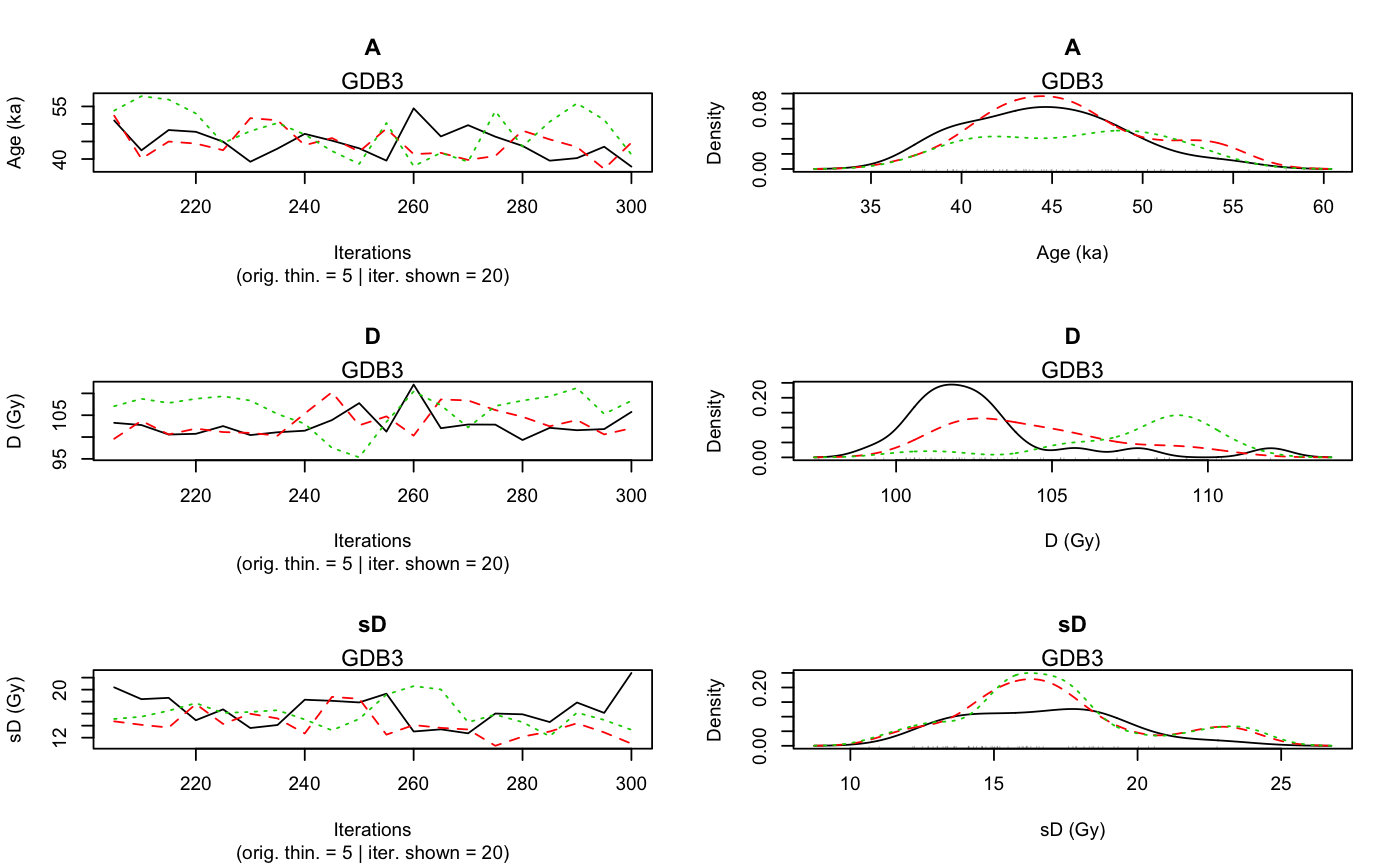 A
GDB3
Age (ka)
55
40
220 240 260 280 300
Iterations
(orig. thin. = 5 | iter. shown = 20)
A
GDB3
Density
0.08
0.00
35 40 45 50 55 60
Age (ka)
D
GDB3
D (Gy)
105
95
220 240 260 280 300
Iterations
(orig. thin. = 5 | iter. shown = 20)
D
GDB3
Density
0.20
0.00
100 105 110
D (Gy)
sD
GDB3
sD (Gy)
20
12
220 240 260 280 300
Iterations
(orig. thin. = 5 | iter. shown = 20)
sD
GDB3
Density
0.20
0.00
10 15 20 25
sD (Gy)